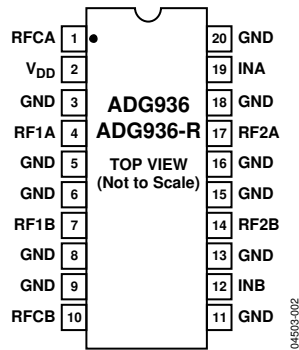 RFCA 1 20 GND
VDD 2 19 INA
GND 3 18 GND
ADG936
RF1A 4 17 RF2A
ADG936-R
GND 5 16 GND
TOP VIEW
(Not to Scale)
GND 6 15 GND
RF1B 7 14 RF2B
GND 8 13 GND
GND 9 12 INB
RFCB 10 11 GND
04503-002